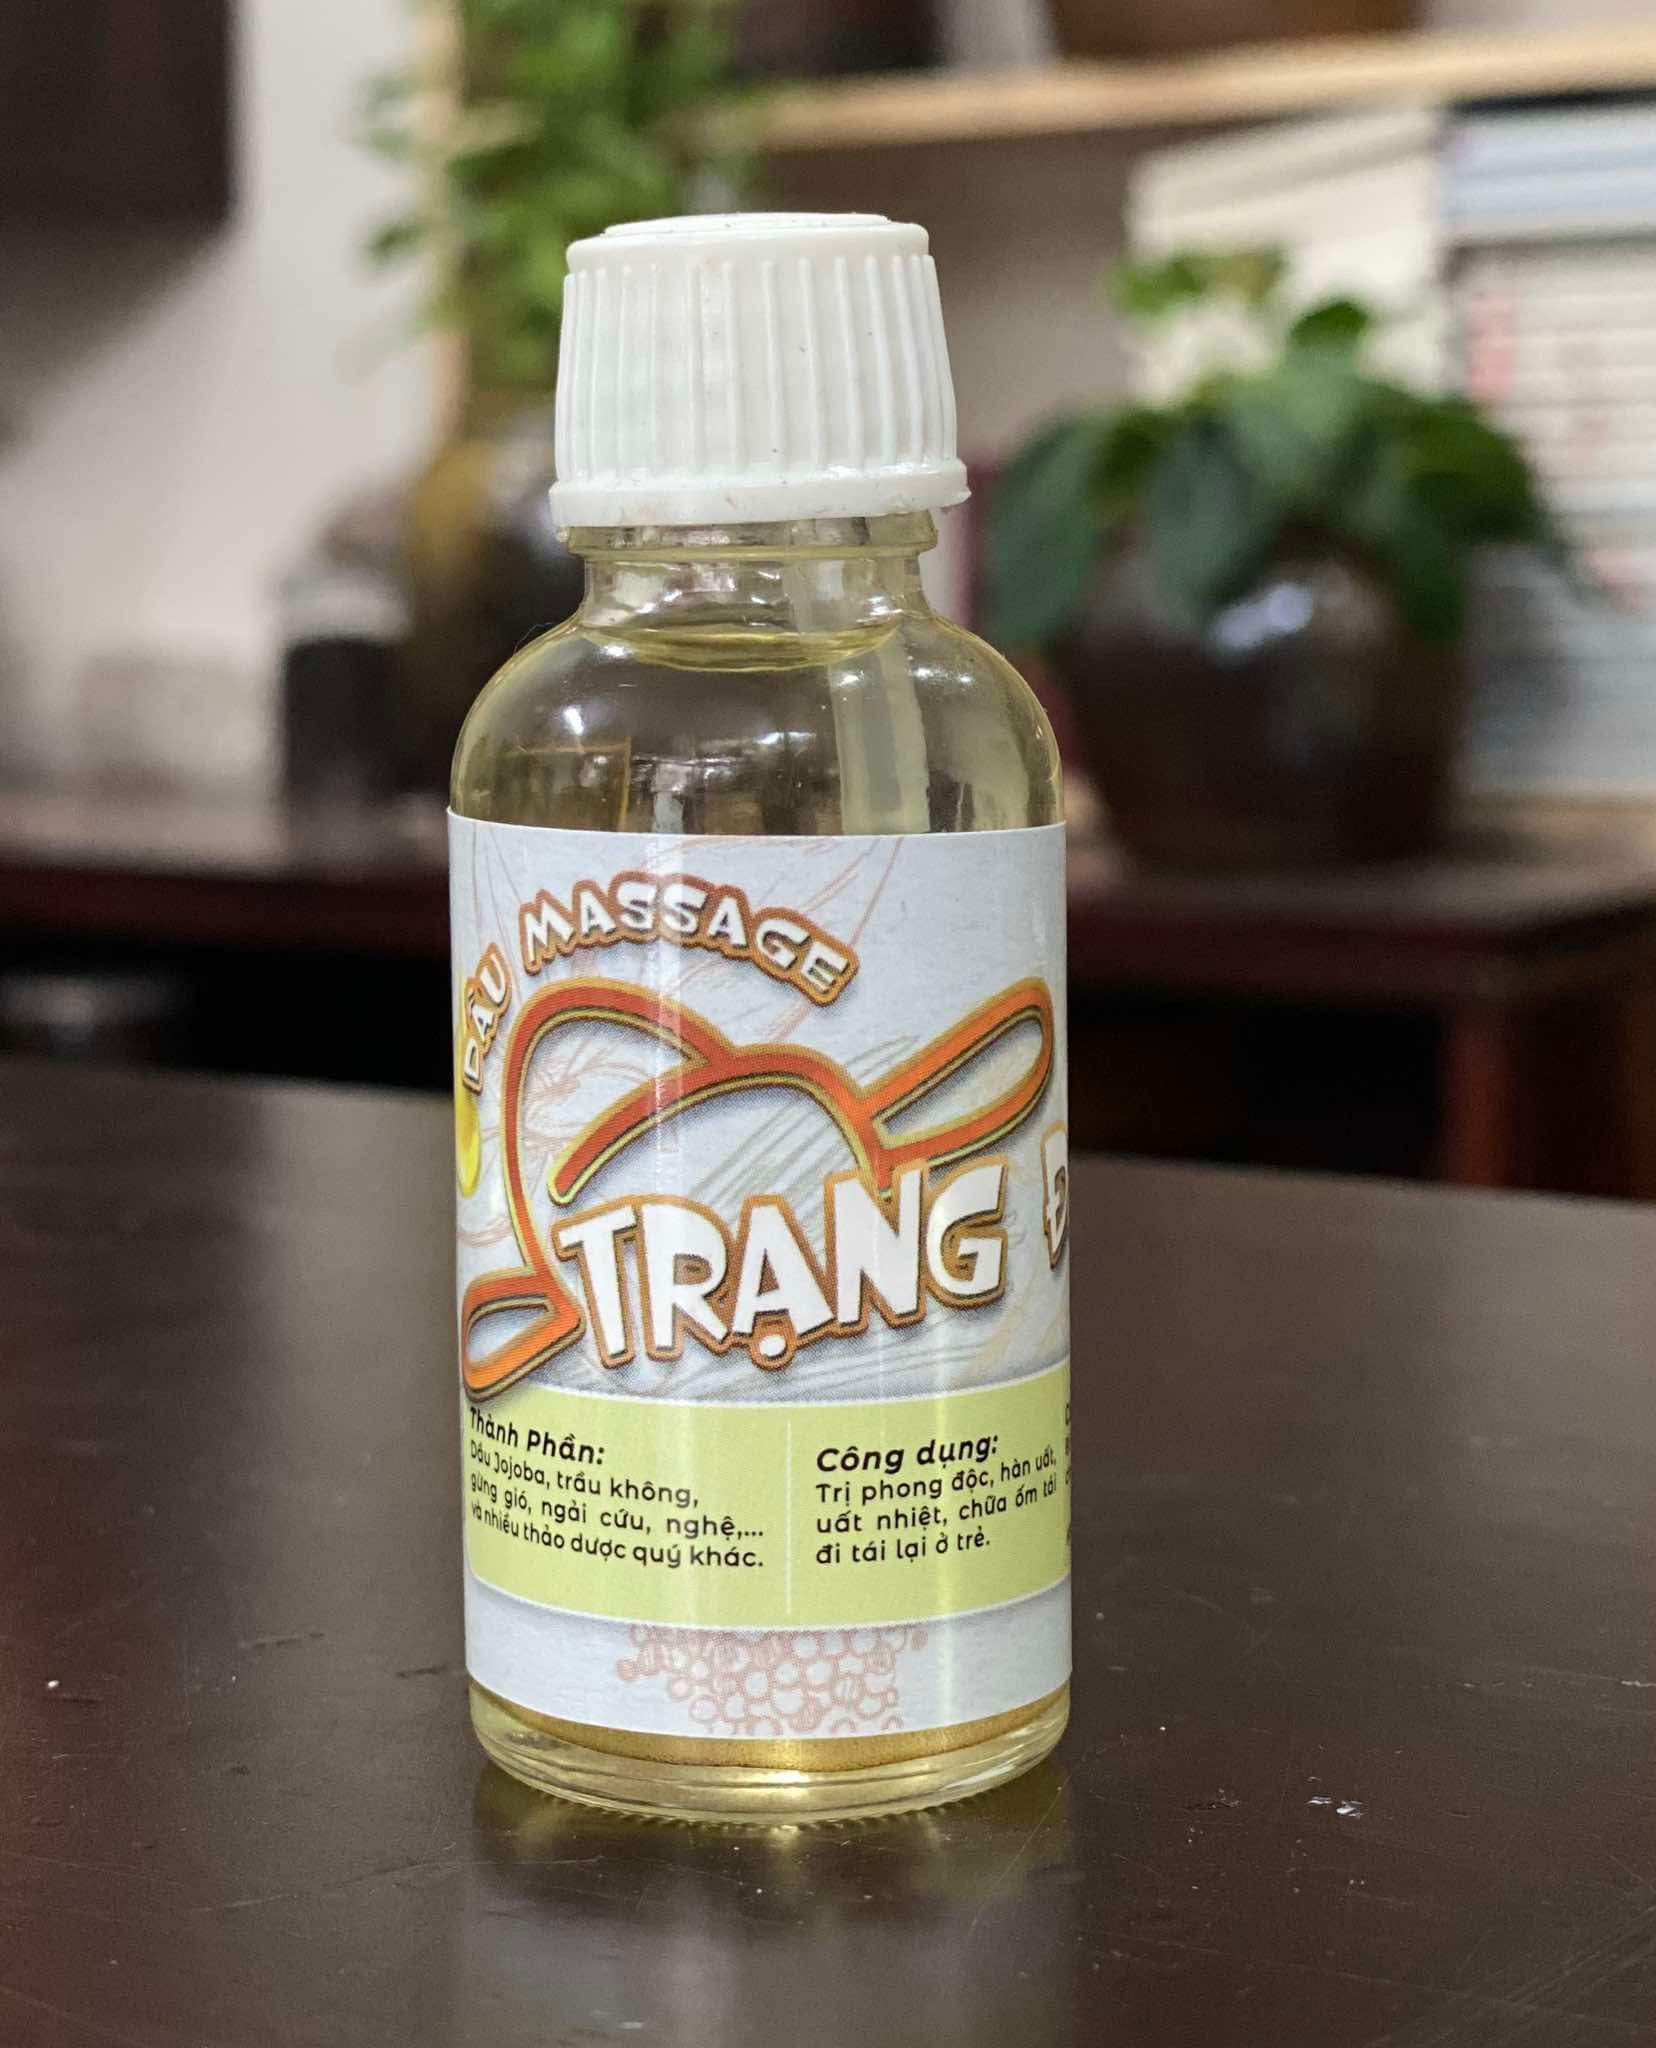 DẦU MASSAGE
TRẠNG
Thành Phần:
Dầu Jojoba, trầu không,
gừng gió, ngải cứu, nghệ,...
và nhiều thảo dược quý khác.
Công dụng:
Trị phong độc, hàn uất,
uất nhiệt, chữa ốm tái
đi tái lại ở trẻ.